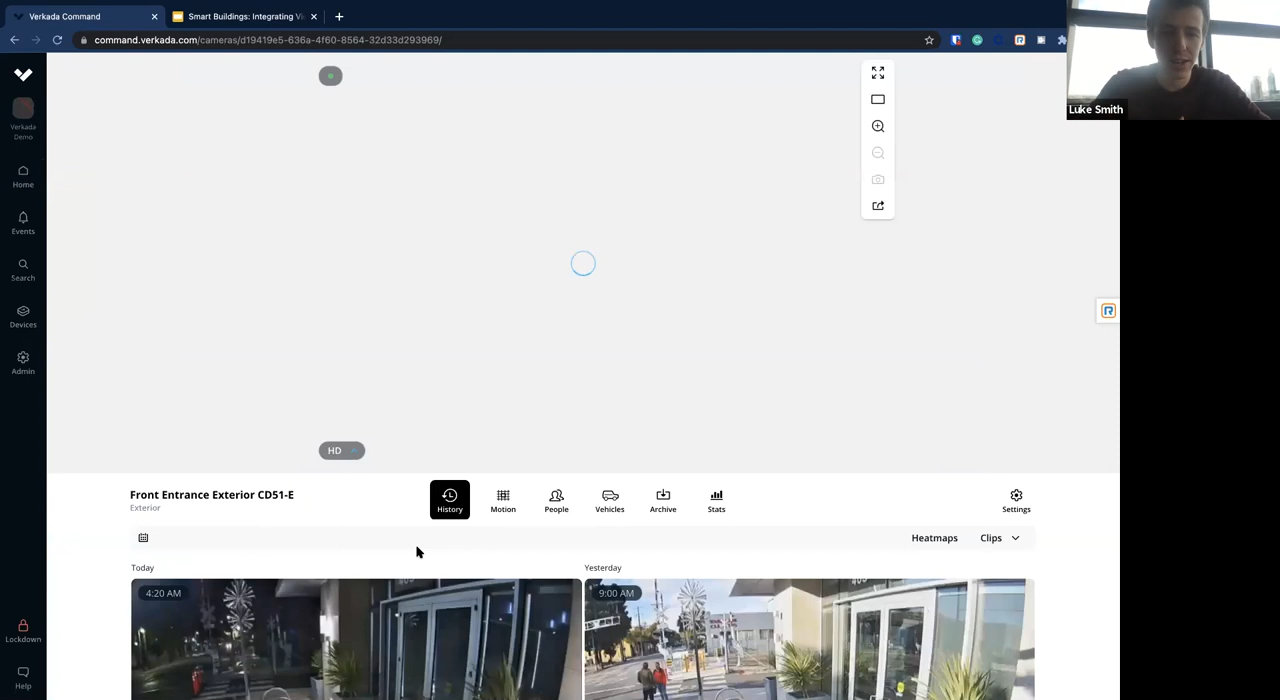 Verkada Command
Smart Buildings: Integrating Vi
command.verkada.com/cameras/d19419e5-636a-4f60-8564-32d33d293969/
Luke Smith
Verkada
Demo
Home
Events
Search
Devices
Admin
Lockdown
Help
HD
Front Entrance Exterior CD51-E
Exterior
History
Motion
People
Vehicles
Archive
Stats
Settings
Heatmaps
Clips
Today
Yesterday
4:20 AM
9:00 AM